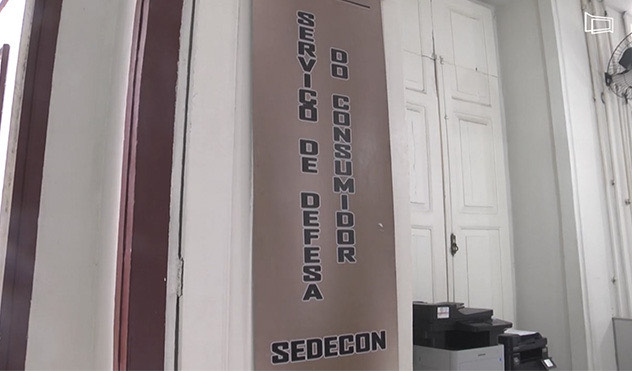 SERVIÇO DE DEFESA
DO CONSUMIDOR
SEDECON